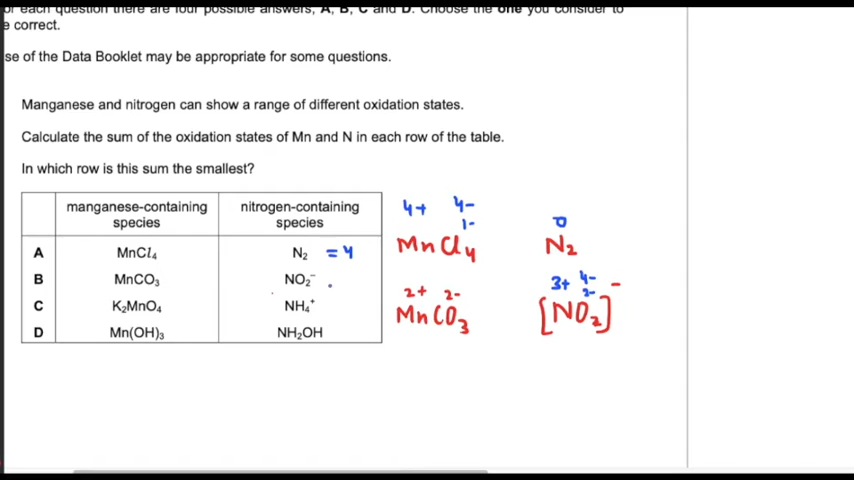 or each question there are four possible answers, A, B, C and D. Choose the one you consider to
e correct.
se of the Data Booklet may be appropriate for some questions.
Manganese and nitrogen can show a range of different oxidation states.
Calculate the sum of the oxidation states of Mn and N in each row of the table.
In which row is this sum the smallest?
manganese-containing species nitrogen-containing species
A MnCl₄ N₂ = 4
B MnCO₃ NO₂⁻
C K₂MnO₄ NH₄⁺
D Mn(OH)₃ NH₂OH
4+ 4-
1- 0
MnCl₄ N₂
2+ 2- 3+ 4-
2-
MnCO₃ [NO₂]⁻